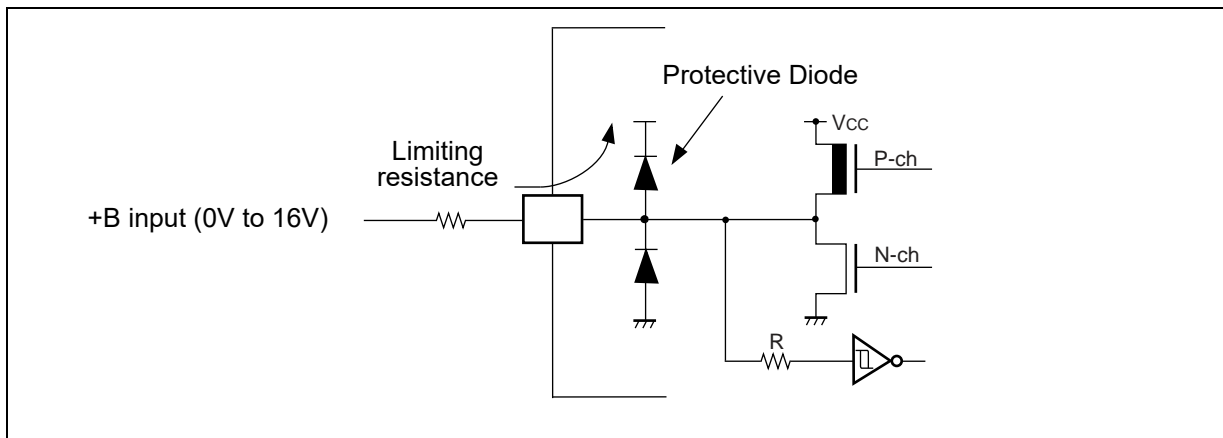 Protective Diode
VCC
Limiting
resistance
P-ch
+B input (0V to 16V)
N-ch
R